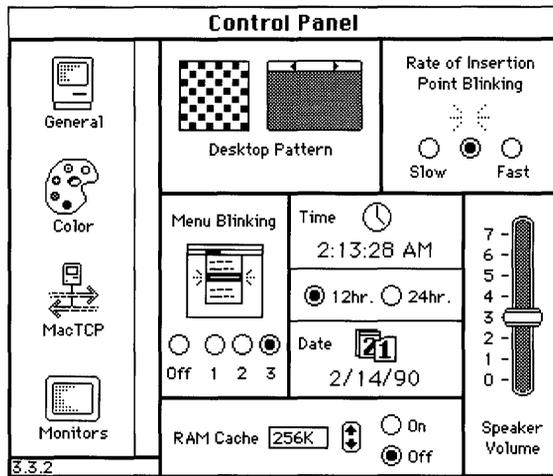 Control Panel
General
Color
MacTCP
Monitors
3.3.2
Desktop Pattern
Rate of Insertion
Point Blinking
Slow
Fast
Menu Blinking
Off 1 2 3
Time
2:13:28 AM
12hr. 24hr.
Date
21
2/14/90
7
6
5
4
3
2
1
0
Speaker
Volume
RAM Cache 256K
On
Off